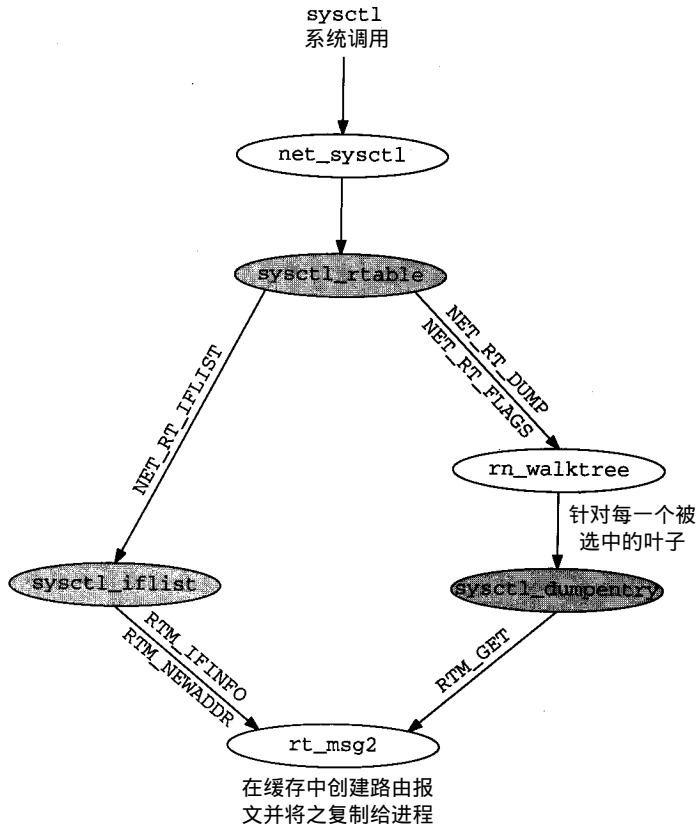 sysctl
系统调用
net_sysctl
sysctl_rtable
NET_RT_DUMP
NET_RT_FLAGS
NET_RT_IFLIST
rn_walktree
针对每一个被
选中的叶子
sysctl_iflist
sysctl_dumpentry
RTM_IFINFO
RTM_NEWADDR
RTM_GET
rt_msg2
在缓存中创建路由报
文并将之复制给进程